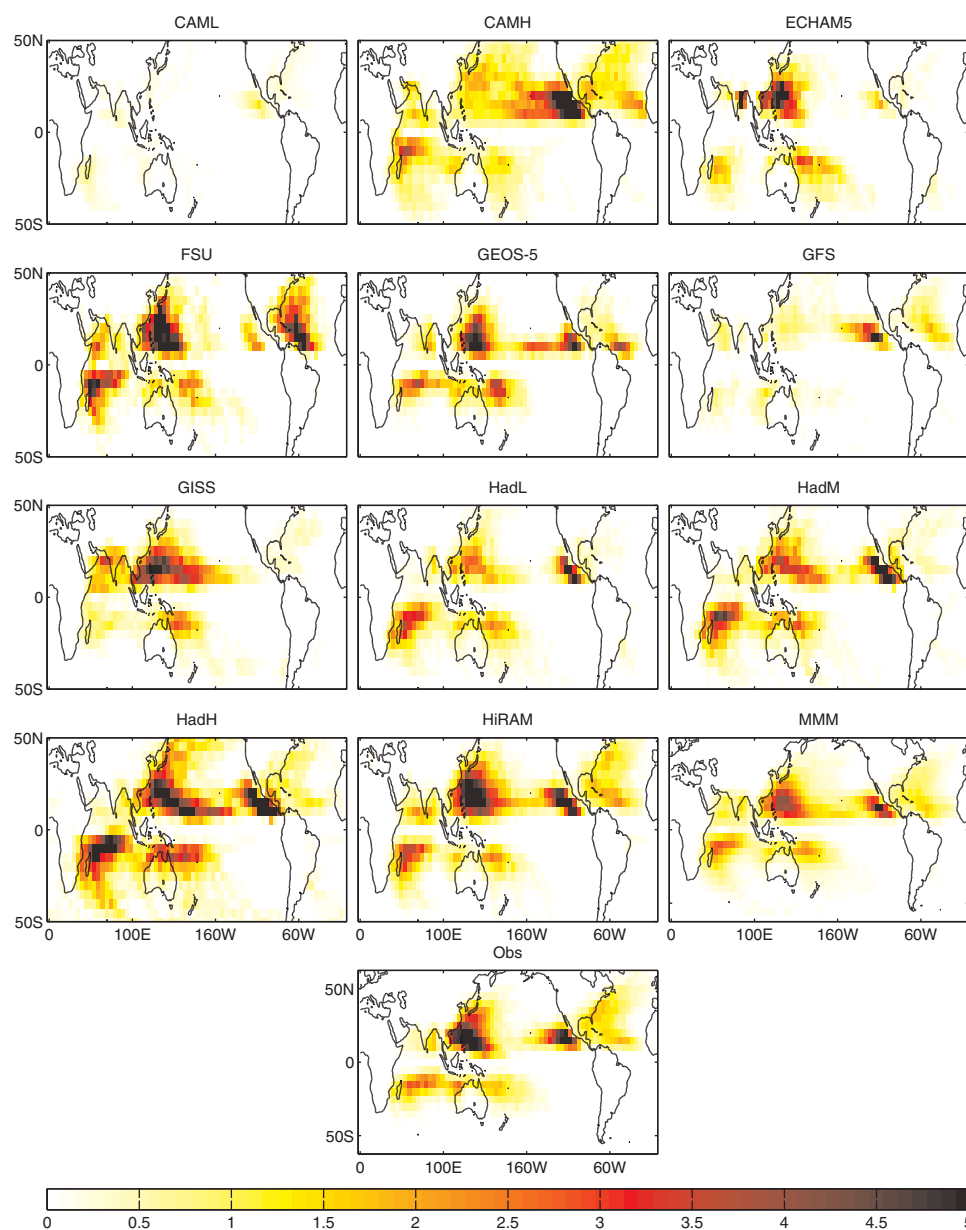 CAML CAMH ECHAM5
50N
0
50S
FSU GEOS-5 GFS
50N
0
50S
GISS HadL HadM
50N
0
50S
HadH HiRAM MMM
50N
0
50S
0 100E 160W 60W 0 100E 160W 60W 0 100E 160W 60W
Obs
50N
0
50S
0 100E 160W 60W
0 0.5 1 1.5 2 2.5 3 3.5 4 4.5 5